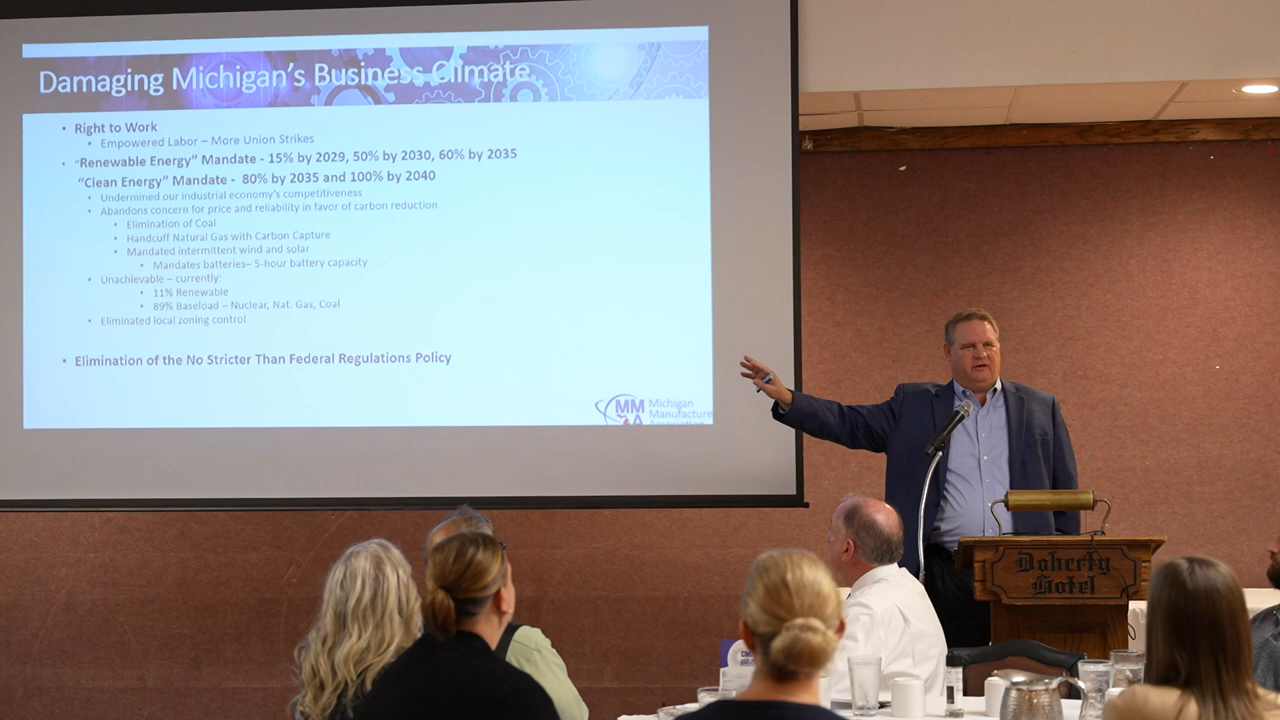 Damaging Michigan's Business Climate
• Right to Work
• Empowered Labor – More Union Strikes
• "Renewable Energy" Mandate - 15% by 2029, 50% by 2030, 60% by 2035
"Clean Energy" Mandate - 80% by 2035 and 100% by 2040
• Undermined our industrial economy's competitiveness
• Abandons concern for price and reliability in favor of carbon reduction
• Elimination of Coal
• Handcuff Natural Gas with Carbon Capture
• Mandated intermittent wind and solar
• Mandates batteries– 5-hour battery capacity
• Unachievable – currently:
• 11% Renewable
• 89% Baseload – Nuclear, Nat. Gas, Coal
• Eliminated local zoning control
• Elimination of the No Stricter Than Federal Regulations Policy
MM
A
Michigan
Manufacture
Association
Doherty
Hotel